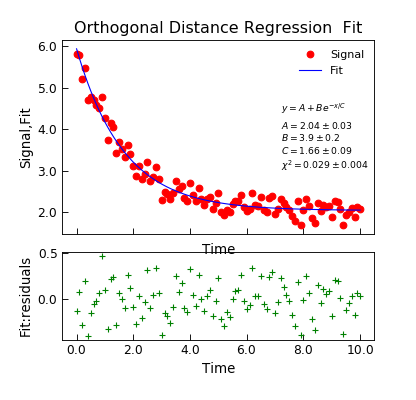 Orthogonal Distance Regression  Fit
6.0
5.0
4.0
3.0
2.0
Signal,Fit
Signal
Fit
y = A + Be^{-x/C}
A = 2.04 ± 0.03
B = 3.9 ± 0.2
C = 1.66 ± 0.09
χ² = 0.029 ± 0.004
Time
0.5
0.0
Fit:residuals
0.0 2.0 4.0 6.0 8.0 10.0
Time